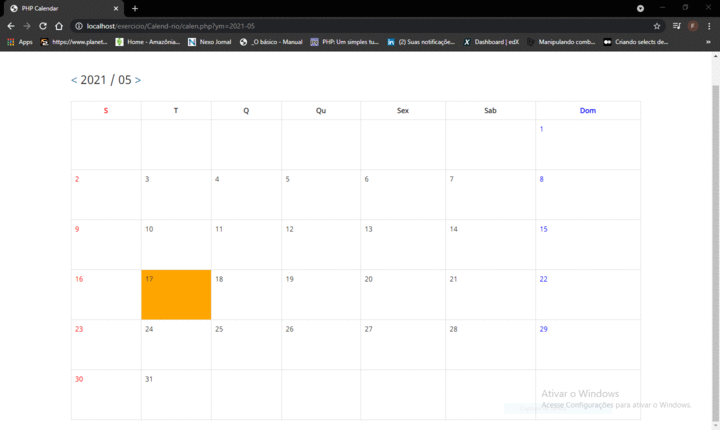 PHP Calendar
localhost/exercicio/Calend-rio/calen.php?ym=2021-05
F
Apps https://www.planet... Home - Amazônia... Nexo Jornal _O básico - Manual PHP: Um simples tu... (2) Suas notificaçõe... Dashboard | edX Manipulando comb... Criando selects de... »
< 2021 / 05 >
S T Q Qu Sex Sab Dom
1
2 3 4 5 6 7 8
9 10 11 12 13 14 15
16 17 18 19 20 21 22
23 24 25 26 27 28 29
30 31
Ativar o Windows
Acesse Configurações para ativar o Windows.